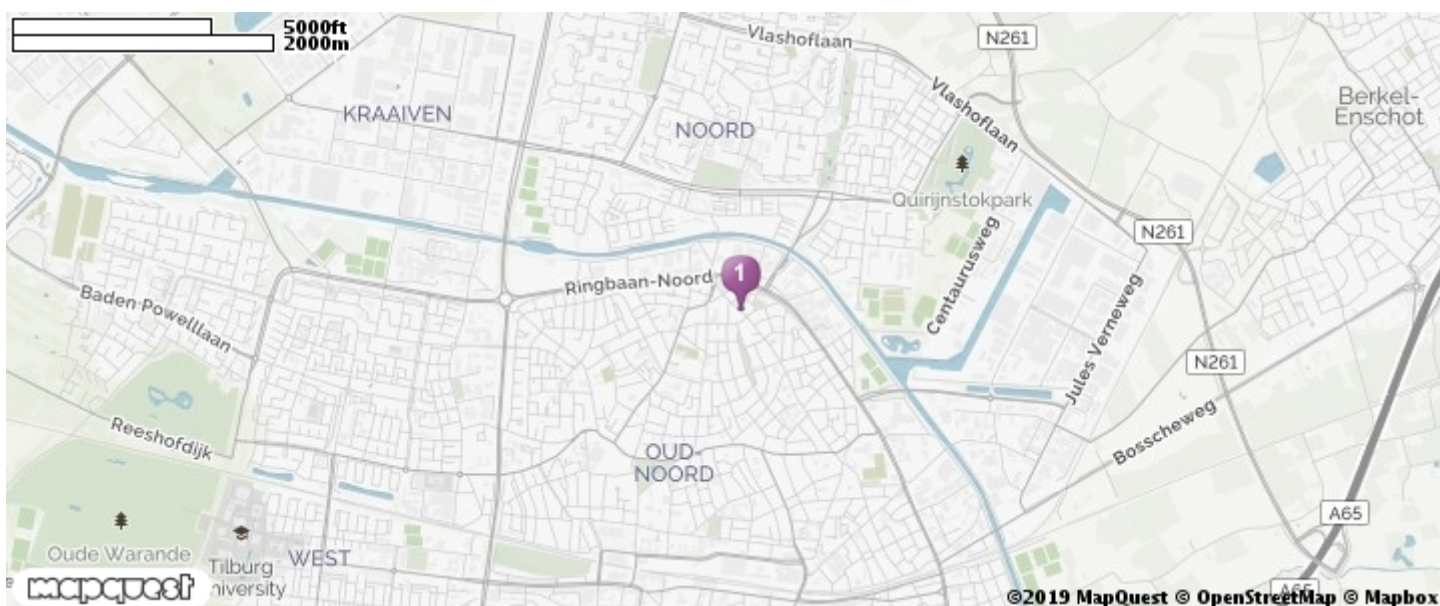 5000ft
2000m
Vlashoflaan
N261
KRAAIVEN
NOORD
Vlashoflaan
Berkel-
Enschot
Quirijnstokpark
N261
Centaurusweg
Ringbaan-Noord
1
Baden Powelllaan
Jules Verneweg
N261
Reeshofdijk
Bosscheweg
OUD-
NOORD
A65
Oude Warande
WEST
Tilburg
niversity
mapquest
A65
©2019 MapQuest © OpenStreetMap © Mapbox